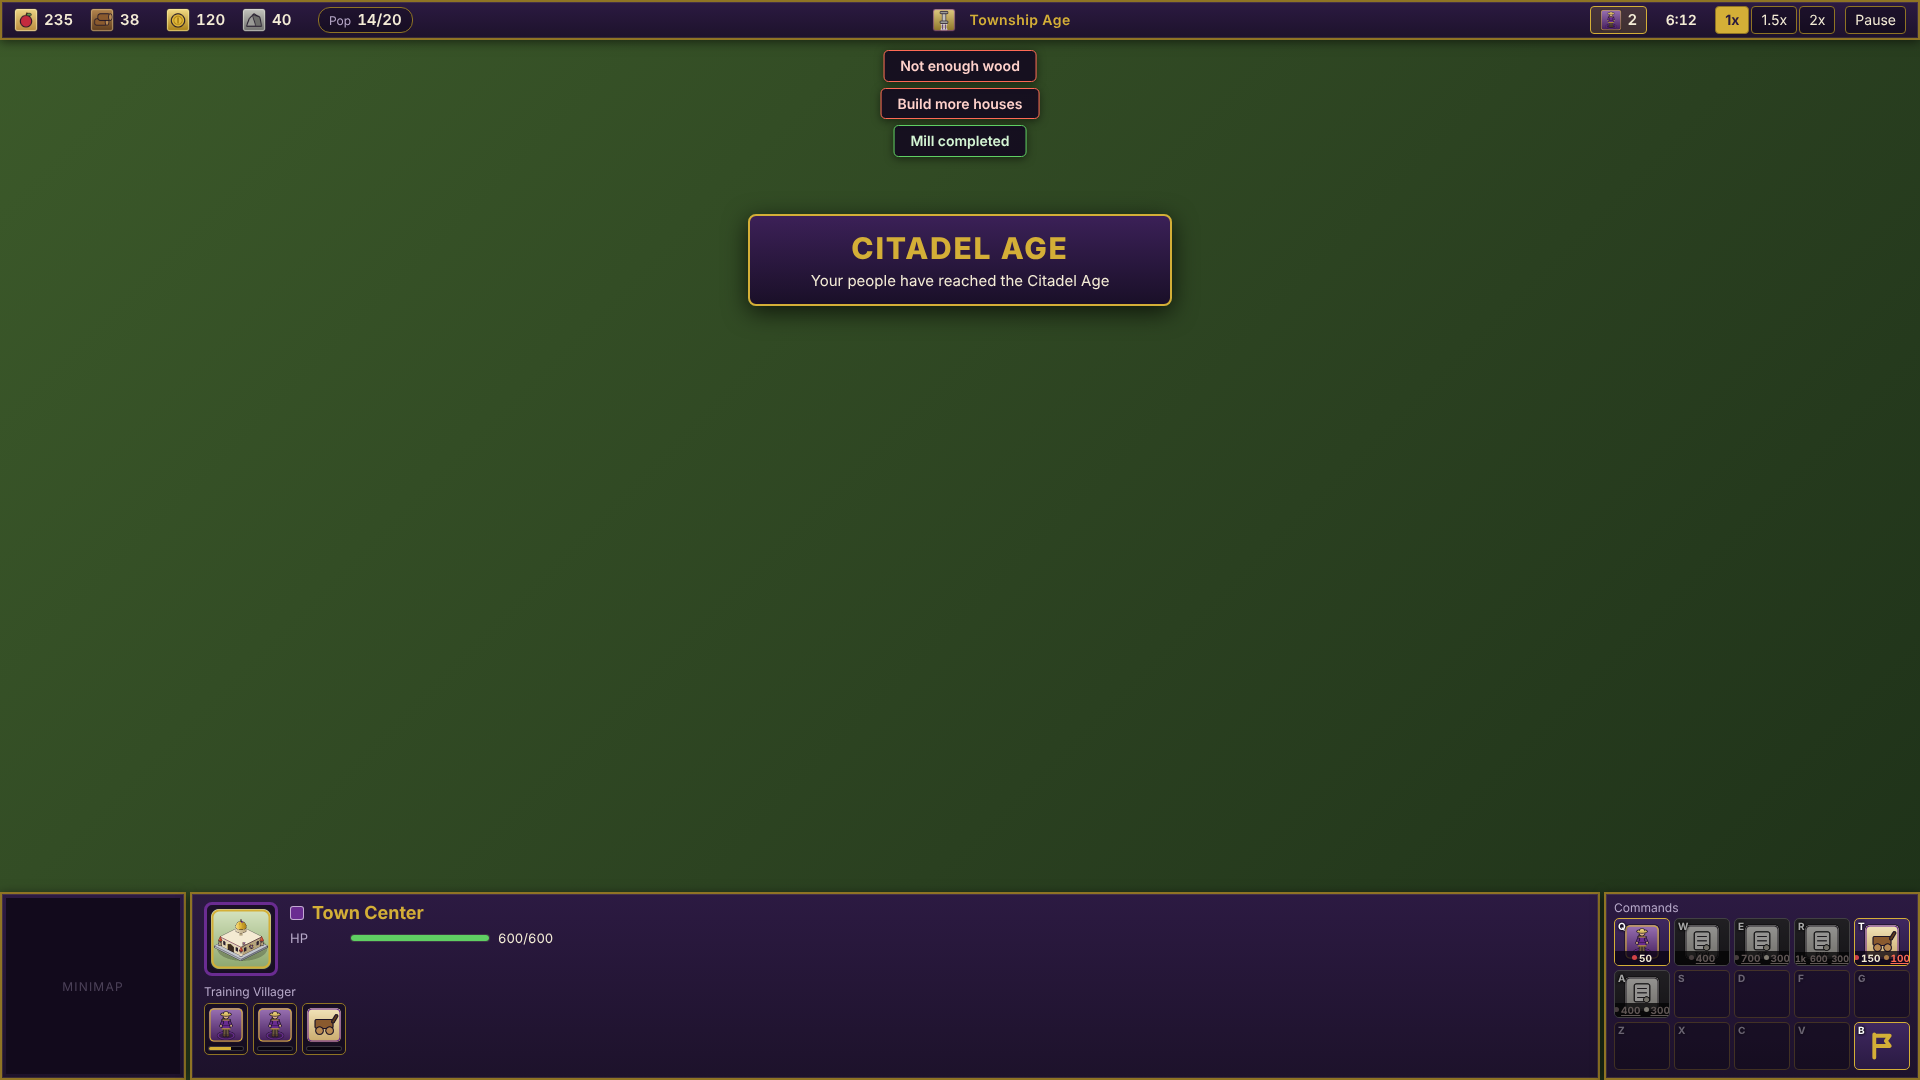 235 38 120 40 Pop 14/20 Township Age 2 6:12 1x 1.5x 2x Pause
Not enough wood
Build more houses
Mill completed
CITADEL AGE
Your people have reached the Citadel Age
MINIMAP
Town Center
HP 600/600
Training Villager
Commands
Q W E R T
50 400 700 300 1k 600 300 150 100
A S D F G
400 300
Z X C V B